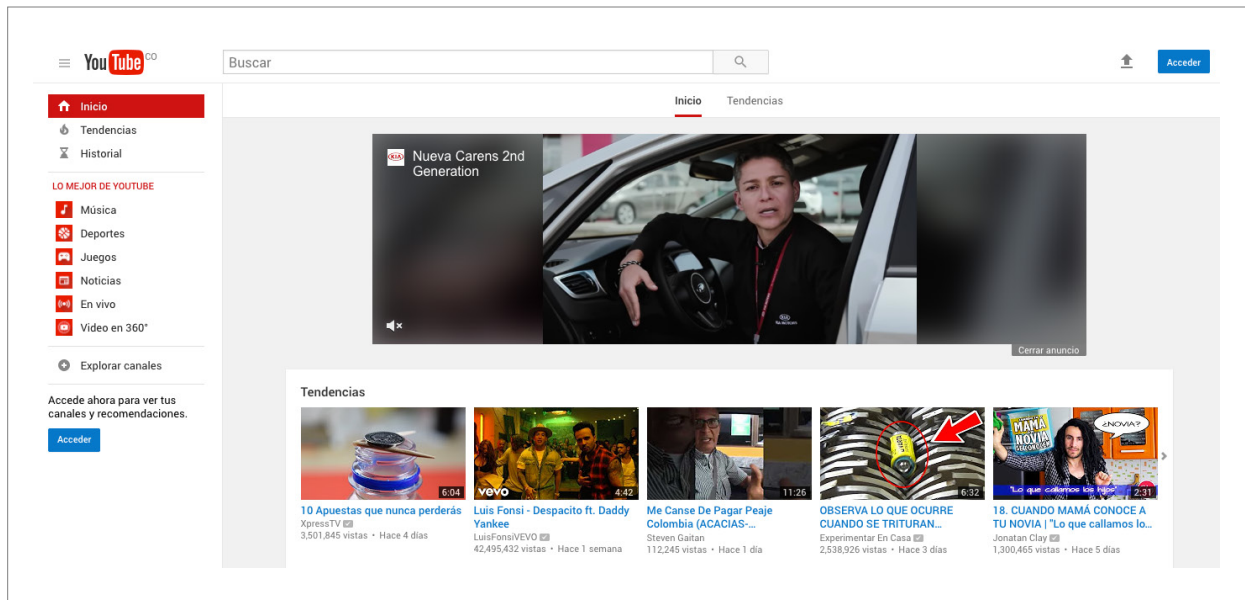 YouTube CO
Buscar
Acceder
Inicio
Tendencias
Historial
LO MEJOR DE YOUTUBE
Música
Deportes
Juegos
Noticias
En vivo
Video en 360°
Explorar canales
Accede ahora para ver tus
canales y recomendaciones.
Acceder
Inicio Tendencias
KIA
Nueva Carens 2nd
Generation
Cerrar anuncio
Tendencias
6:04
10 Apuestas que nunca perderás
XpressTV
3,501,845 vistas • Hace 4 días
vevo
4:42
Luis Fonsi - Despacito ft. Daddy
Yankee
LuisFonsiVEVO
42,495,432 vistas • Hace 1 semana
11:26
Me Canse De Pagar Peaje
Colombia (ACACIAS-...
Steven Gaitan
112,245 vistas • Hace 1 día
6:32
OBSERVA LO QUE OCURRE
CUANDO SE TRITURAN...
Experimentar En Casa
2,538,926 vistas • Hace 3 días
MAMÁ
NOVIA
¿NOVIA?
"Lo que callamos los hijos"
2:31
18. CUANDO MAMÁ CONOCE A
TU NOVIA | "Lo que callamos lo...
Jonatan Clay
1,300,465 vistas • Hace 5 días